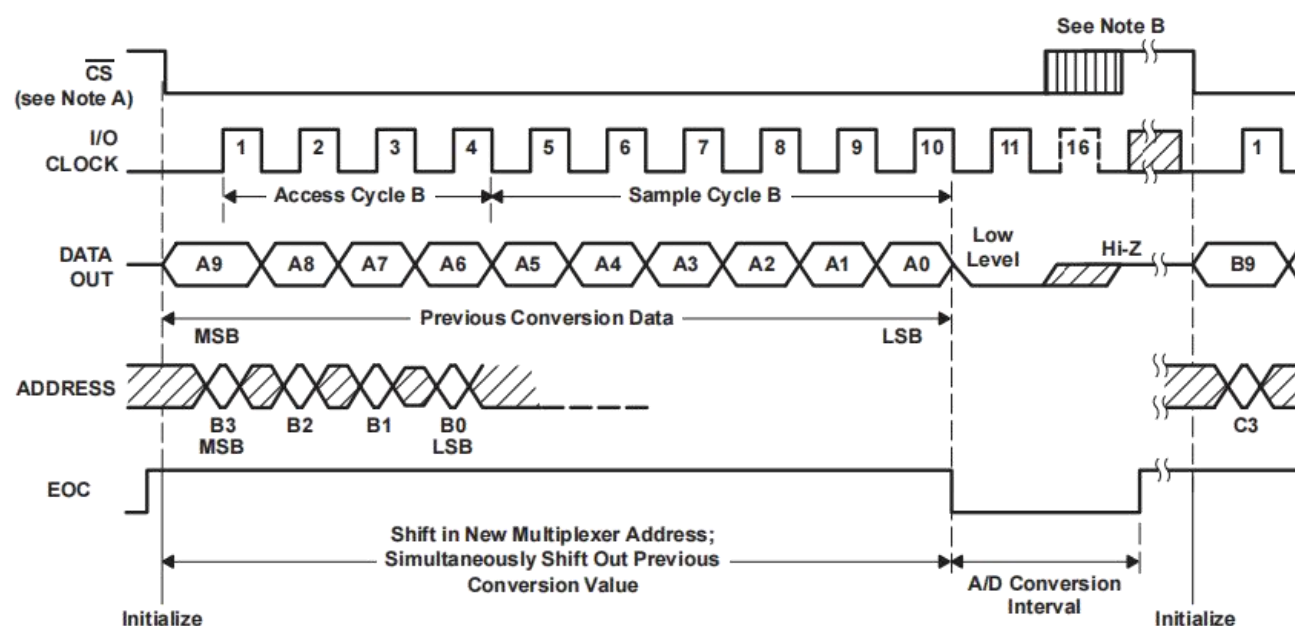 See Note B
CS
(see Note A)
I/O
CLOCK
1 2 3 4 5 6 7 8 9 10 11 16 1
Access Cycle B Sample Cycle B
DATA
OUT
A9 A8 A7 A6 A5 A4 A3 A2 A1 A0
Low
Level
Hi-Z
B9
Previous Conversion Data
MSB LSB
ADDRESS
B3 B2 B1 B0 C3
MSB LSB
EOC
Shift in New Multiplexer Address;
Simultaneously Shift Out Previous
Conversion Value
A/D Conversion
Interval
Initialize Initialize